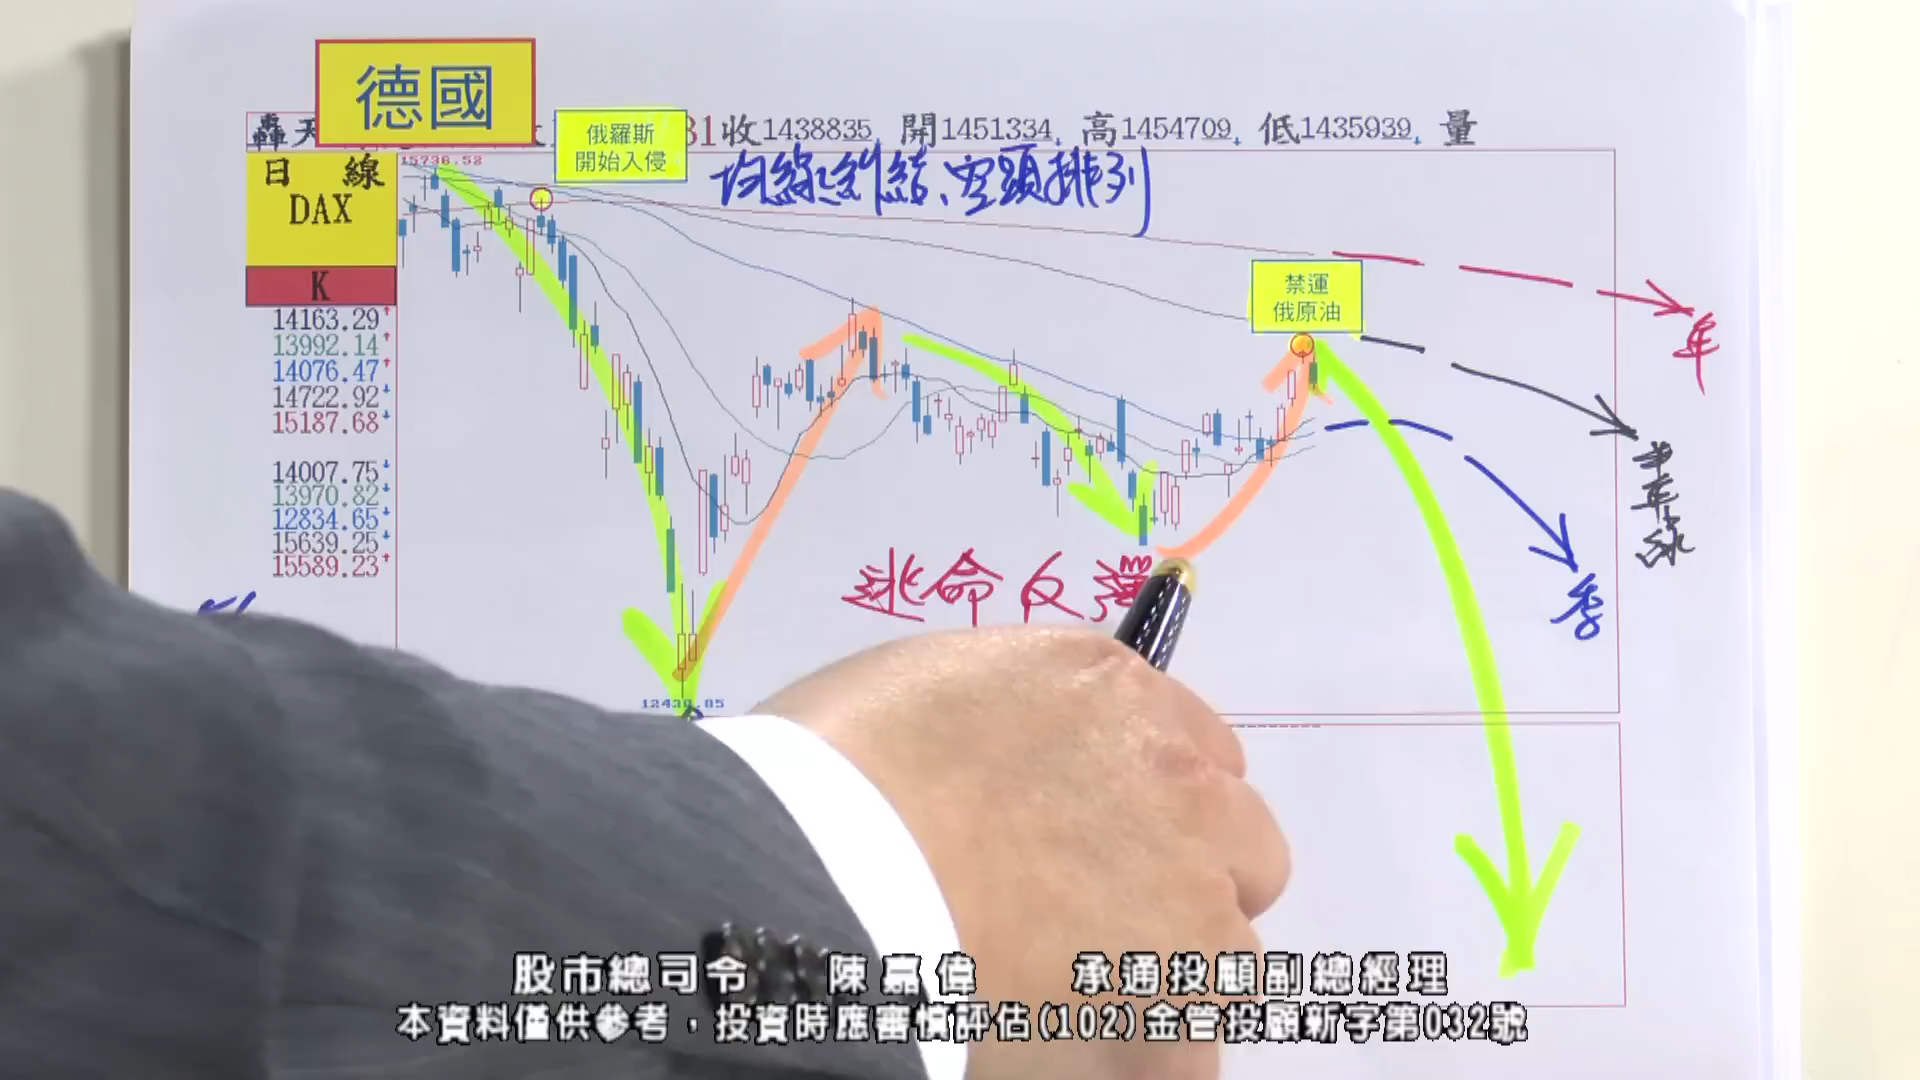 德國
俄羅斯
開始入侵
轟天
81收1438835 開1451334 高1454709 低1435939 量
日 線
DAX
K
15736.52
均線糾結、空頭排列
禁運
俄原油
14163.29
13992.14
14076.47
14722.92
15187.68
14007.75
13970.82
12834.65
15639.25
15589.23
年
半年線
季
逃命反彈
股市總司令 陳嘉偉 承通投顧副總經理
本資料僅供參考，投資時應審慎評估(102)金管投顧新字第032號